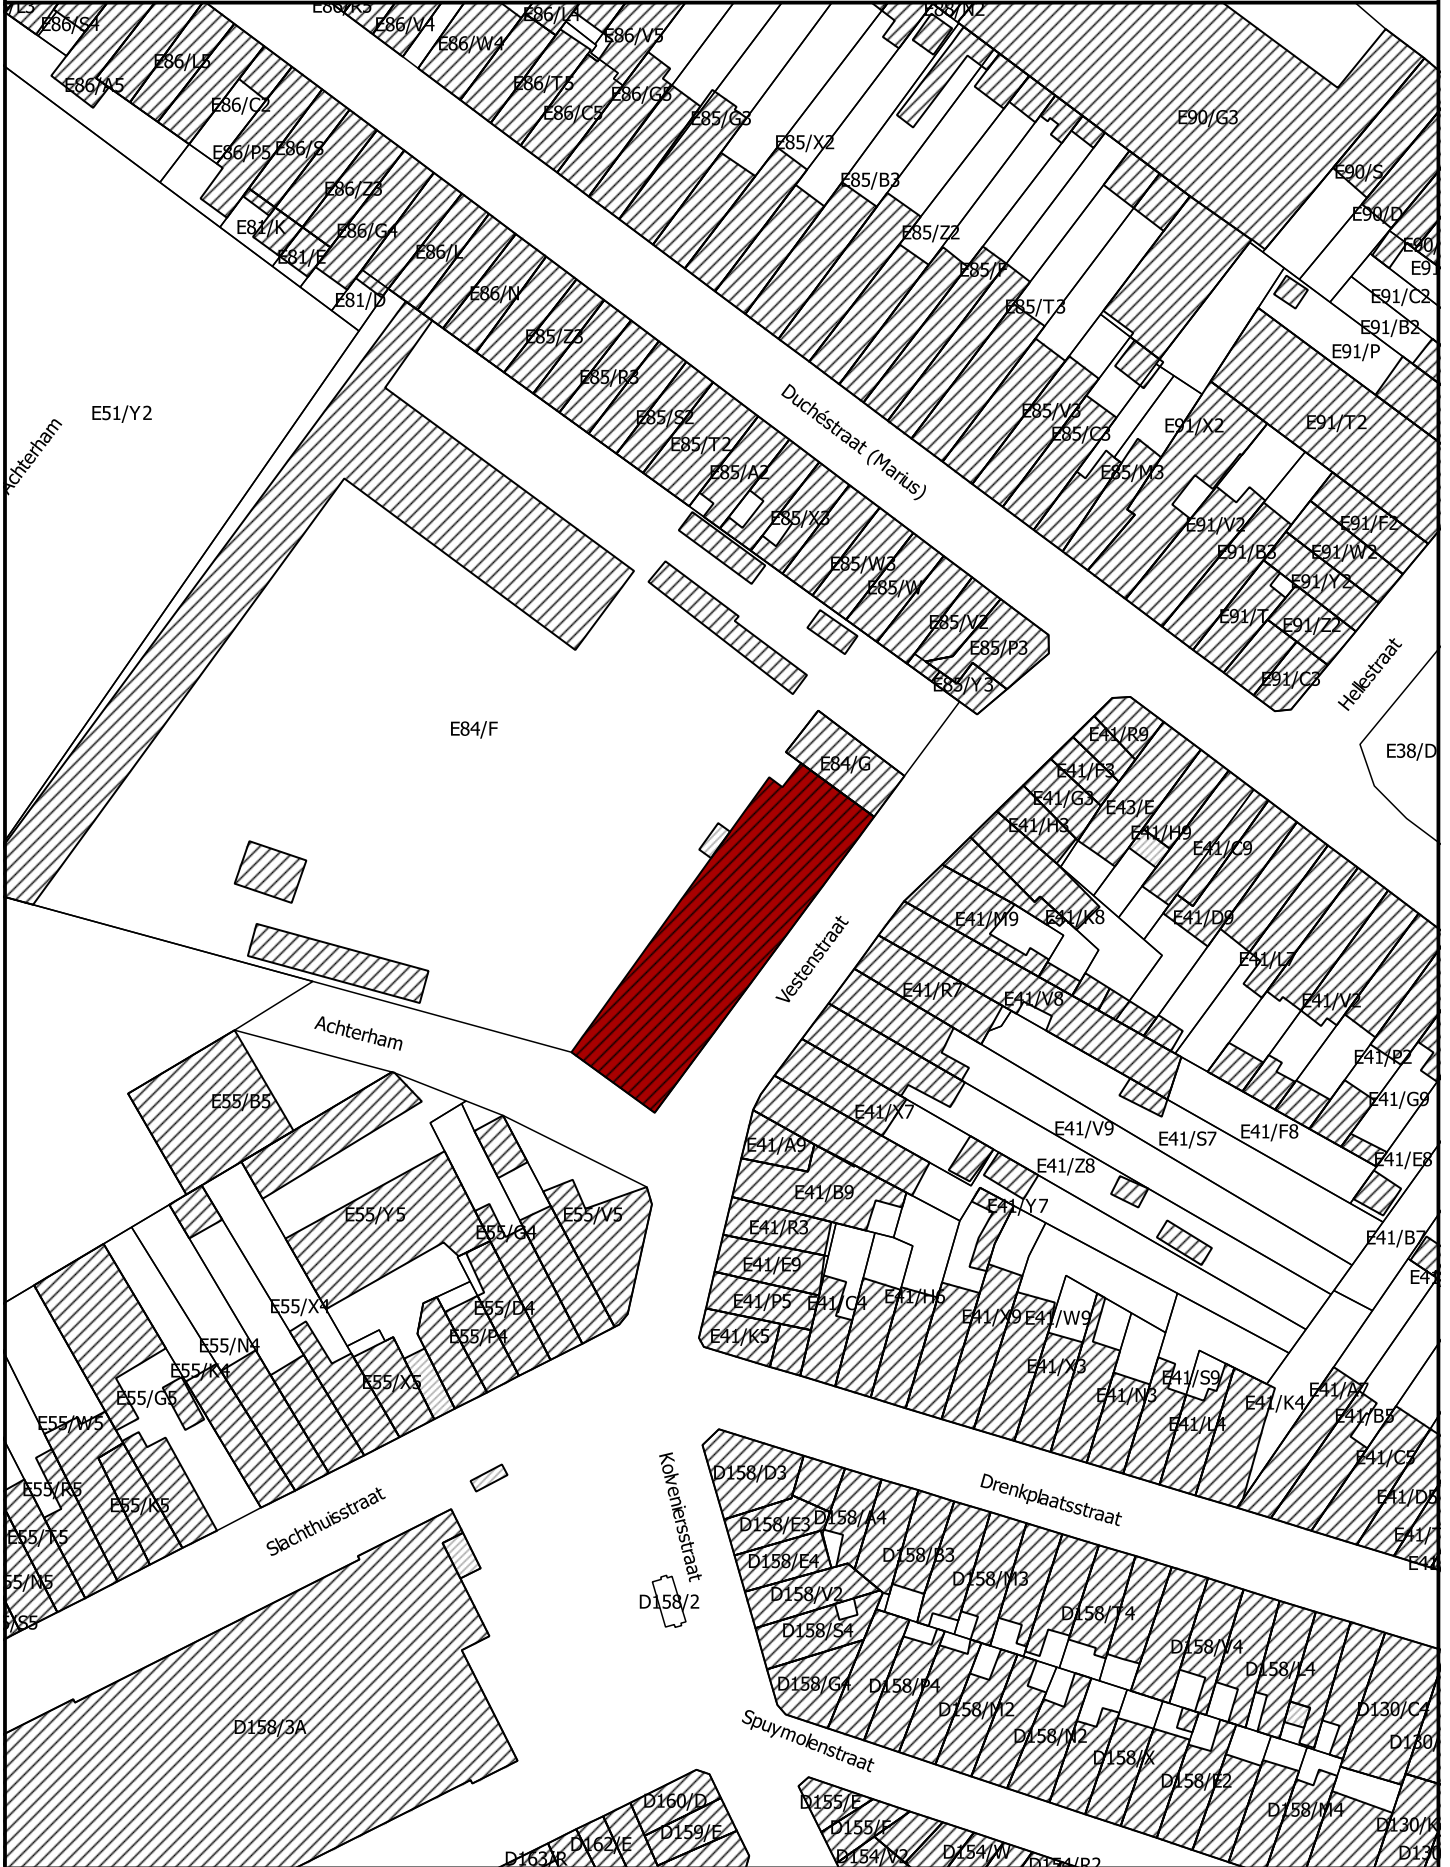 E86/S4
E86/R3
E86/V4
E86/L4
E88/N2
E86/W4
E86/V5
E86/L5
E86/A5
E86/T5
E86/G5
E86/C2
E86/C5
E85/G3
E90/G3
E86/P5
E86/S
E85/X2
E90/S
E86/Z3
E85/B3
E90/D
E81/K
E86/G4
E85/Z2
E81/E
E86/L
E85/F
E91/C2
E81/D
E86/N
E85/T3
E91/B2
E85/Z3
E91/P
E85/R3
Duchéstraat (Marius)
E51/Y2
Achterham
E85/S2
E85/V3
E91/X2
E91/T2
E85/T2
E85/C3
E85/A2
E85/M3
E85/X3
E91/V2
E91/F2
E85/W3
E91/B3
E91/W2
E85/W
E91/Y2
E85/V2
E91/T
E91/Z2
E85/P3
E85/Y3
E91/C3
Hellestraat
E84/F
E41/R9
E38/D
E84/G
E41/F3
E41/G3
E43/E
E41/H3
E41/H9
E41/C9
E41/M9
E41/K8
E41/D9
Vestenstraat
E41/L7
E41/R7
E41/V8
E41/V2
Achterham
E41/P2
E55/B5
E41/X7
E41/G9
E41/V9
E41/S7
E41/F8
E41/A9
E41/Z8
E41/E8
E41/B9
E41/Y7
E55/Y5
E55/G4
E55/V5
E41/R3
E41/B7
E41/E9
E55/X4
E55/D4
E41/P5
E41/C4
E41/H6
E41/X9
E41/W9
E55/N4
E55/P4
E41/K5
E55/K4
E55/X5
E41/X3
E41/S9
E55/G5
E41/N3
E41/A7
E41/K4
E55/W5
E41/L4
E41/B5
E41/C5
E55/R5
E55/K5
D158/D3
Drenkplaatsstraat
E41/D5
Slachthuisstraat
Kolveniersstraat
D158/E3
D158/A4
E55/T5
D158/E4
D158/B3
D158/M3
D158/V2
D158/2
D158/T4
D158/S4
D158/V4
D158/L4
D158/G4
D158/P4
D158/3A
D158/M2
D130/C4
Spuymolenstraat
D158/N2
D158/X
D158/E2
D160/D
D155/E
D158/M4
D159/F
D155/F
D162/E
D154/W
D163/R
D154/V2
D154/R2